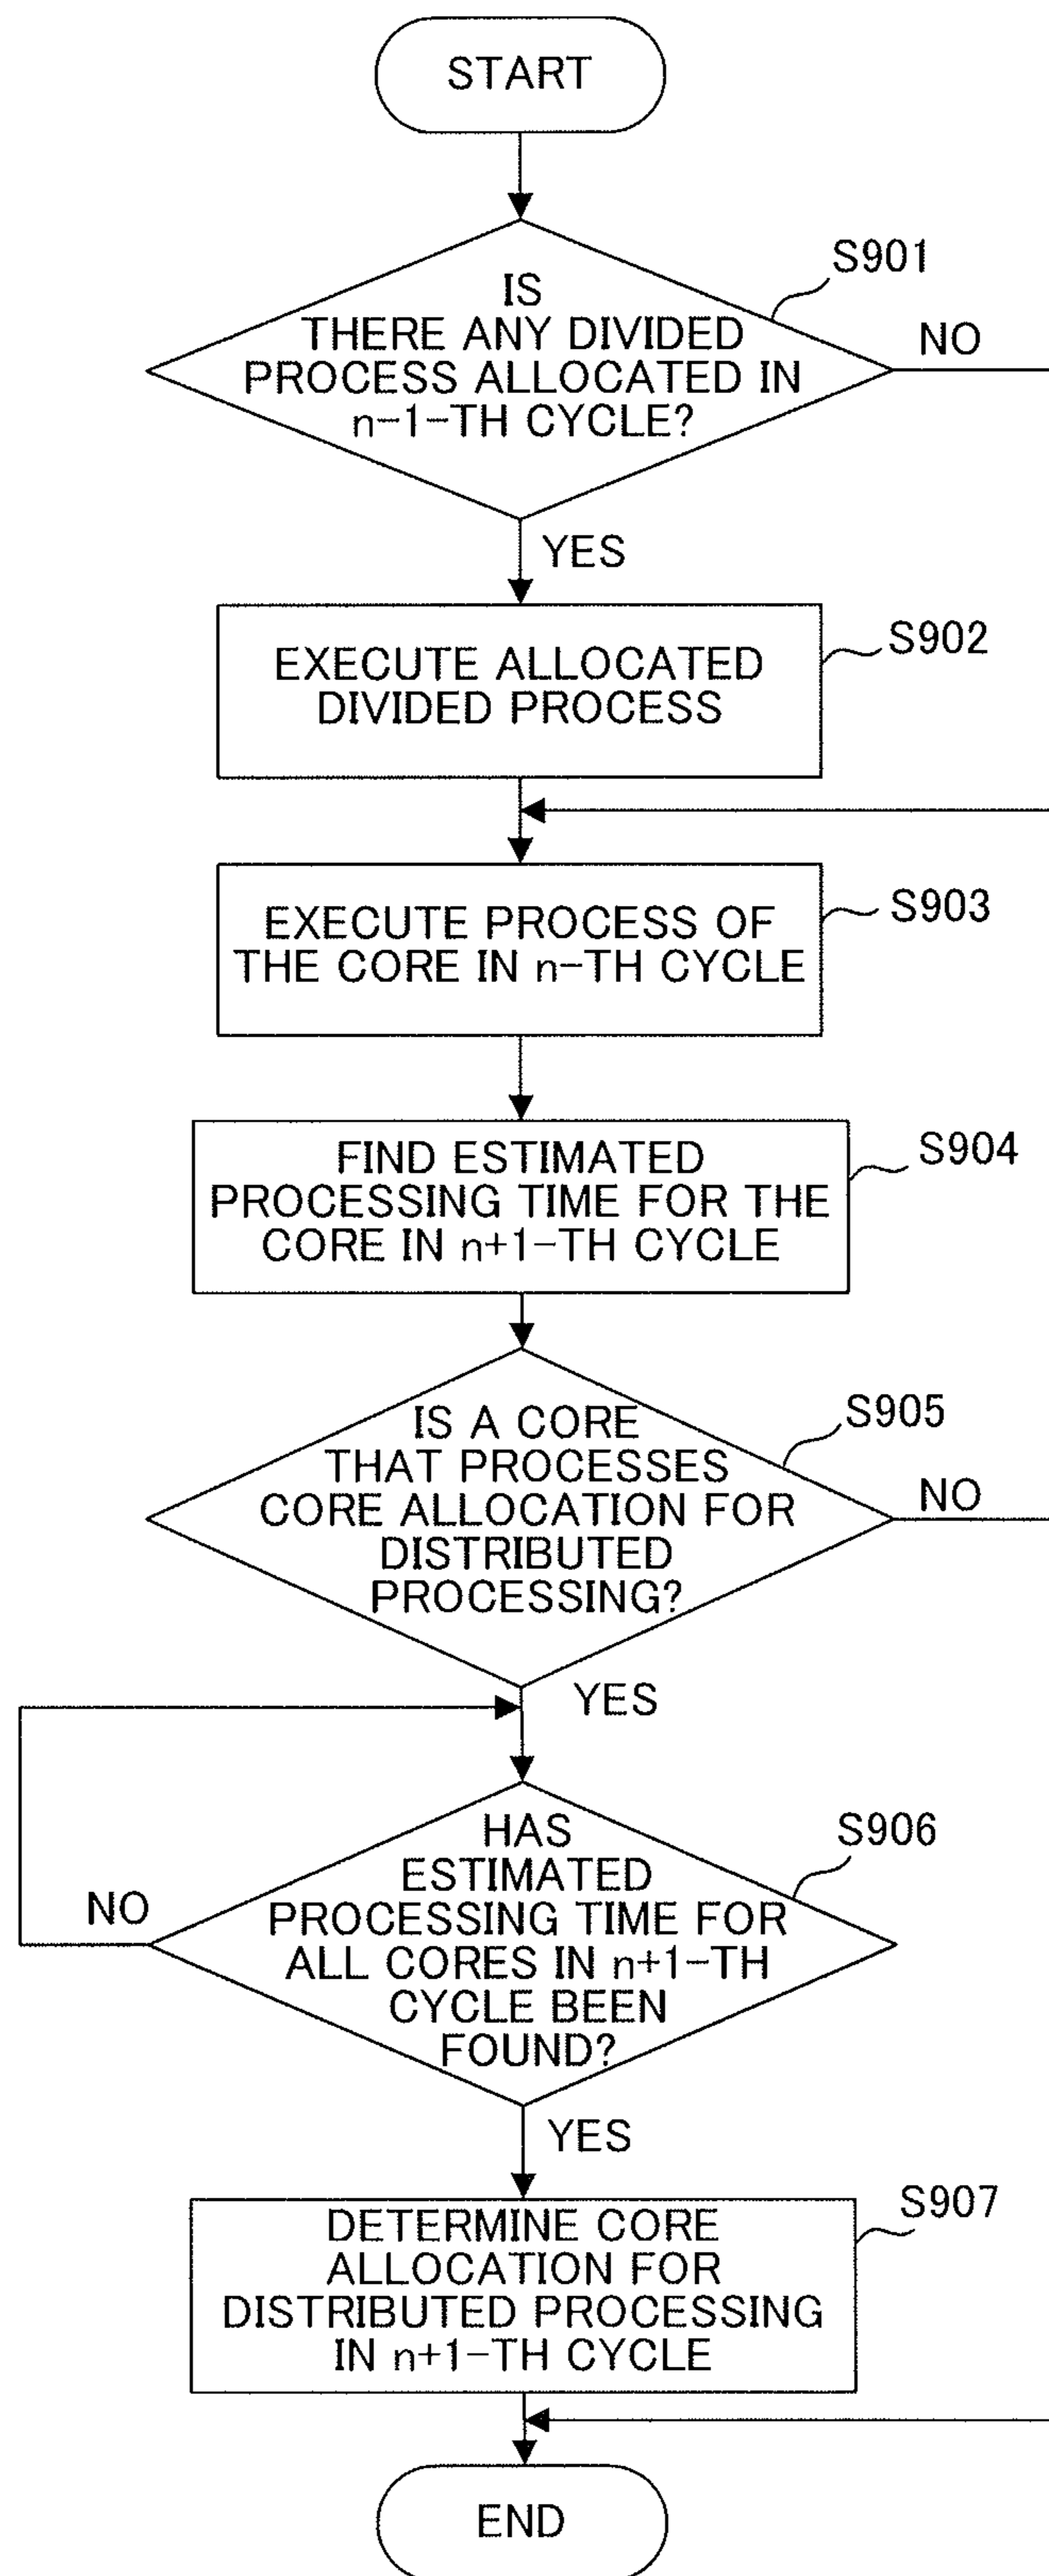 START
S901
IS
THERE ANY DIVIDED
PROCESS ALLOCATED IN
n-1-TH CYCLE?
NO
YES
S902
EXECUTE ALLOCATED
DIVIDED PROCESS
S903
EXECUTE PROCESS OF
THE CORE IN n-TH CYCLE
S904
FIND ESTIMATED
PROCESSING TIME FOR THE
CORE IN n+1-TH CYCLE
S905
IS A CORE
THAT PROCESSES
CORE ALLOCATION FOR
DISTRIBUTED
PROCESSING?
NO
YES
S906
HAS
ESTIMATED
PROCESSING TIME FOR
ALL CORES IN n+1-TH
CYCLE BEEN
FOUND?
NO
YES
S907
DETERMINE CORE
ALLOCATION FOR
DISTRIBUTED PROCESSING
IN n+1-TH CYCLE
END